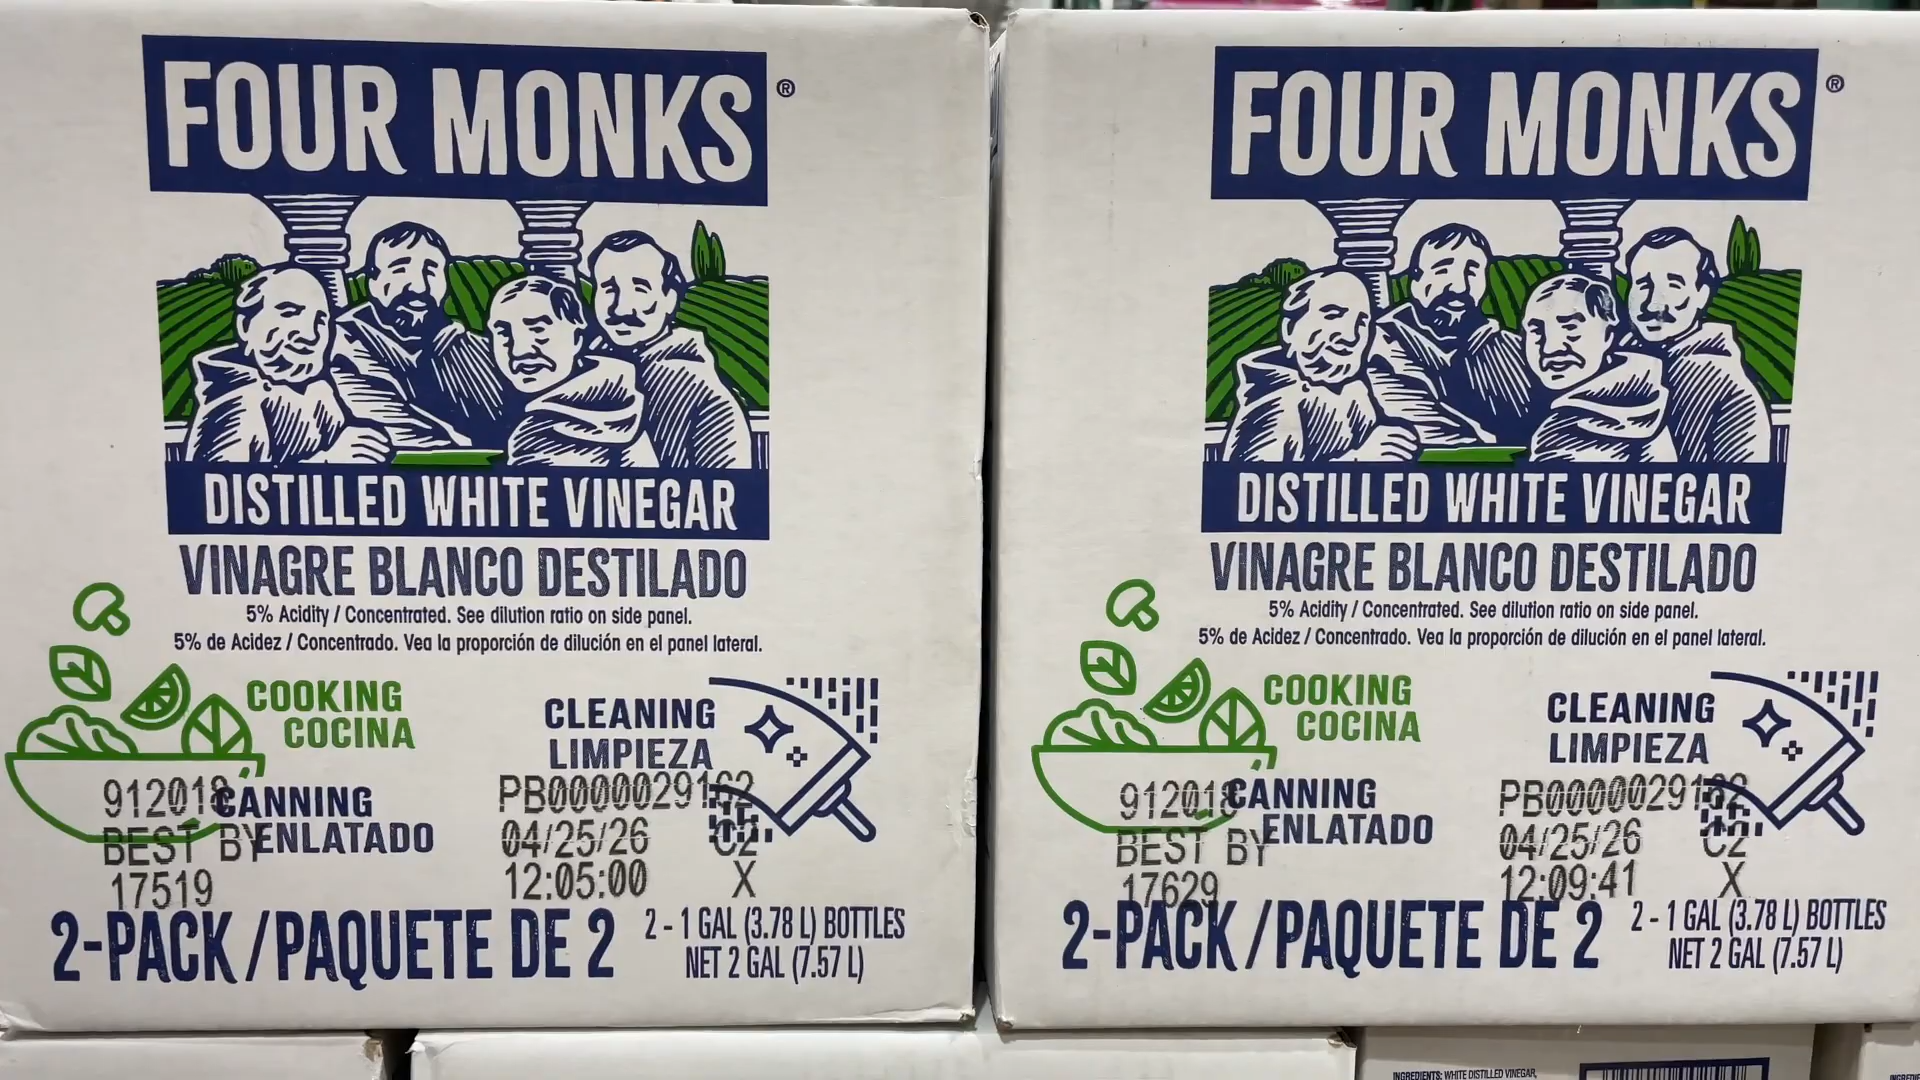 FOUR MONKS®
DISTILLED WHITE VINEGAR
VINAGRE BLANCO DESTILADO
5% Acidity / Concentrated. See dilution ratio on side panel.
5% de Acidez / Concentrado. Vea la proporción de dilución en el panel lateral.
COOKING
COCINA
CLEANING
LIMPIEZA
CANNING
ENLATADO
912018 PB0000029162
BEST BY 04/25/26 C2
17519 12:05:00 X
2-PACK / PAQUETE DE 2
2 - 1 GAL (3.78 L) BOTTLES
NET 2 GAL (7.57 L)
FOUR MONKS®
DISTILLED WHITE VINEGAR
VINAGRE BLANCO DESTILADO
5% Acidity / Concentrated. See dilution ratio on side panel.
5% de Acidez / Concentrado. Vea la proporción de dilución en el panel lateral.
COOKING
COCINA
CLEANING
LIMPIEZA
CANNING
ENLATADO
912018 PB0000029162
BEST BY 04/25/26 C2
17629 12:09:41 X
2-PACK / PAQUETE DE 2
2 - 1 GAL (3.78 L) BOTTLES
NET 2 GAL (7.57 L)
INGREDIENTS: WHITE DISTILLED VINEGAR,